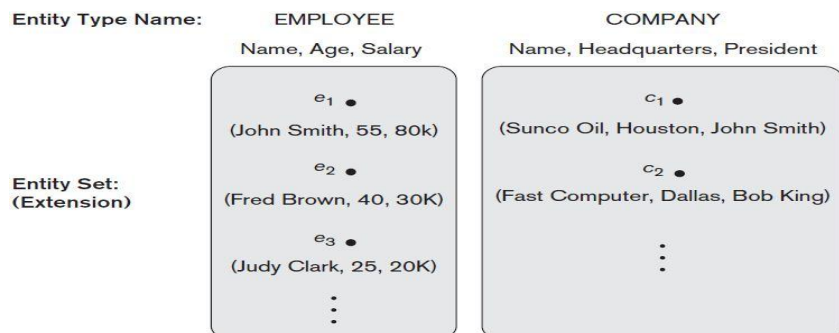 Entity Type Name: EMPLOYEE COMPANY
Name, Age, Salary Name, Headquarters, President
e1 c1
(John Smith, 55, 80k) (Sunco Oil, Houston, John Smith)
e2 c2
Entity Set:
(Extension)
(Fred Brown, 40, 30K) (Fast Computer, Dallas, Bob King)
e3
(Judy Clark, 25, 20K)